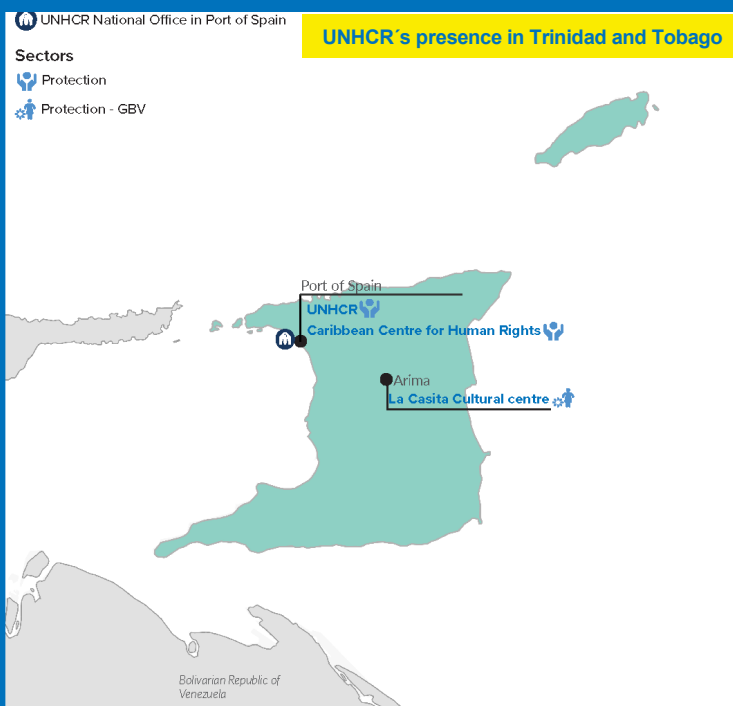 UNHCR National Office in Port of Spain
UNHCR´s presence in Trinidad and Tobago
Sectors
Protection
Protection - GBV
Port of Spain
UNHCR
Caribbean Centre for Human Rights
Arima
La Casita Cultural centre
Bolivarian Republic of
Venezuela